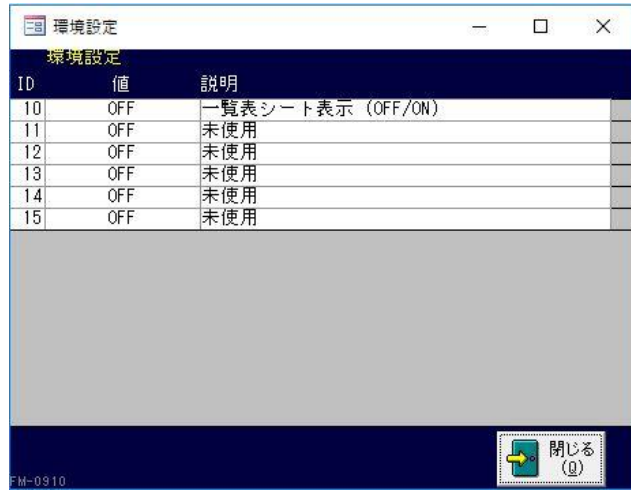 環境設定
環境設定
ID 値 説明
10 OFF 一覧表シート表示 (OFF/ON)
11 OFF 未使用
12 OFF 未使用
13 OFF 未使用
14 OFF 未使用
15 OFF 未使用
閉じる
(Q)
FM-0910